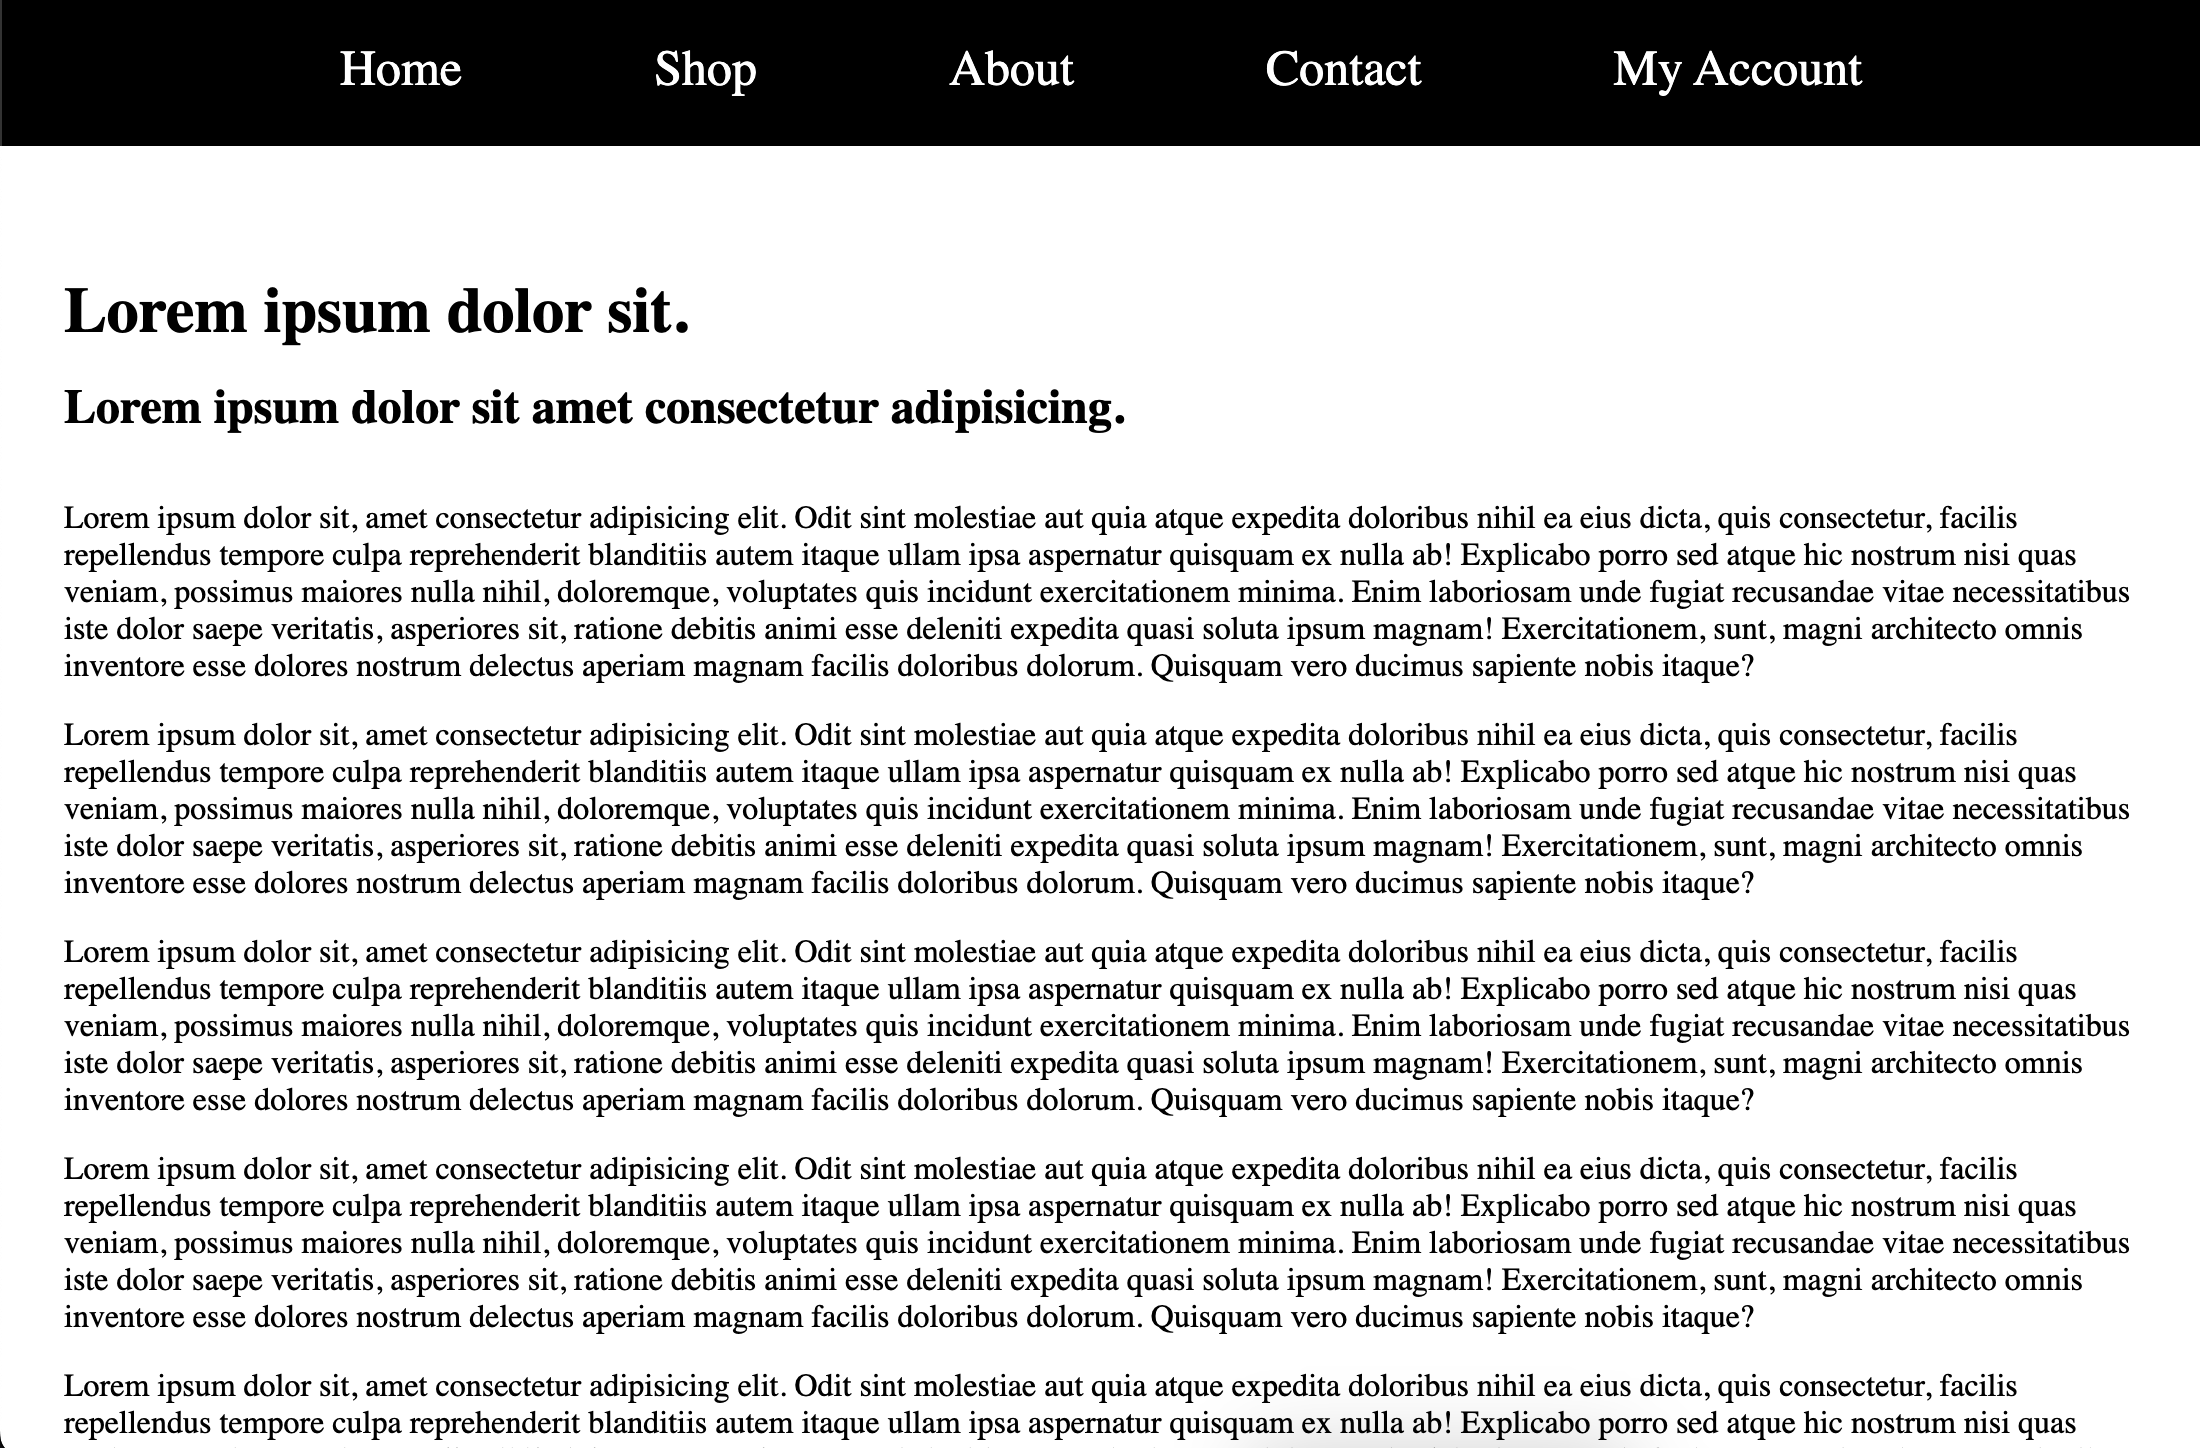 Home Shop About Contact My Account
Lorem ipsum dolor sit.
Lorem ipsum dolor sit amet consectetur adipisicing.
Lorem ipsum dolor sit, amet consectetur adipisicing elit. Odit sint molestiae aut quia atque expedita doloribus nihil ea eius dicta, quis consectetur, facilis
repellendus tempore culpa reprehenderit blanditiis autem itaque ullam ipsa aspernatur quisquam ex nulla ab! Explicabo porro sed atque hic nostrum nisi quas
veniam, possimus maiores nulla nihil, doloremque, voluptates quis incidunt exercitationem minima. Enim laboriosam unde fugiat recusandae vitae necessitatibus
iste dolor saepe veritatis, asperiores sit, ratione debitis animi esse deleniti expedita quasi soluta ipsum magnam! Exercitationem, sunt, magni architecto omnis
inventore esse dolores nostrum delectus aperiam magnam facilis doloribus dolorum. Quisquam vero ducimus sapiente nobis itaque?
Lorem ipsum dolor sit, amet consectetur adipisicing elit. Odit sint molestiae aut quia atque expedita doloribus nihil ea eius dicta, quis consectetur, facilis
repellendus tempore culpa reprehenderit blanditiis autem itaque ullam ipsa aspernatur quisquam ex nulla ab! Explicabo porro sed atque hic nostrum nisi quas
veniam, possimus maiores nulla nihil, doloremque, voluptates quis incidunt exercitationem minima. Enim laboriosam unde fugiat recusandae vitae necessitatibus
iste dolor saepe veritatis, asperiores sit, ratione debitis animi esse deleniti expedita quasi soluta ipsum magnam! Exercitationem, sunt, magni architecto omnis
inventore esse dolores nostrum delectus aperiam magnam facilis doloribus dolorum. Quisquam vero ducimus sapiente nobis itaque?
Lorem ipsum dolor sit, amet consectetur adipisicing elit. Odit sint molestiae aut quia atque expedita doloribus nihil ea eius dicta, quis consectetur, facilis
repellendus tempore culpa reprehenderit blanditiis autem itaque ullam ipsa aspernatur quisquam ex nulla ab! Explicabo porro sed atque hic nostrum nisi quas
veniam, possimus maiores nulla nihil, doloremque, voluptates quis incidunt exercitationem minima. Enim laboriosam unde fugiat recusandae vitae necessitatibus
iste dolor saepe veritatis, asperiores sit, ratione debitis animi esse deleniti expedita quasi soluta ipsum magnam! Exercitationem, sunt, magni architecto omnis
inventore esse dolores nostrum delectus aperiam magnam facilis doloribus dolorum. Quisquam vero ducimus sapiente nobis itaque?
Lorem ipsum dolor sit, amet consectetur adipisicing elit. Odit sint molestiae aut quia atque expedita doloribus nihil ea eius dicta, quis consectetur, facilis
repellendus tempore culpa reprehenderit blanditiis autem itaque ullam ipsa aspernatur quisquam ex nulla ab! Explicabo porro sed atque hic nostrum nisi quas
veniam, possimus maiores nulla nihil, doloremque, voluptates quis incidunt exercitationem minima. Enim laboriosam unde fugiat recusandae vitae necessitatibus
iste dolor saepe veritatis, asperiores sit, ratione debitis animi esse deleniti expedita quasi soluta ipsum magnam! Exercitationem, sunt, magni architecto omnis
inventore esse dolores nostrum delectus aperiam magnam facilis doloribus dolorum. Quisquam vero ducimus sapiente nobis itaque?
Lorem ipsum dolor sit, amet consectetur adipisicing elit. Odit sint molestiae aut quia atque expedita doloribus nihil ea eius dicta, quis consectetur, facilis
repellendus tempore culpa reprehenderit blanditiis autem itaque ullam ipsa aspernatur quisquam ex nulla ab! Explicabo porro sed atque hic nostrum nisi quas